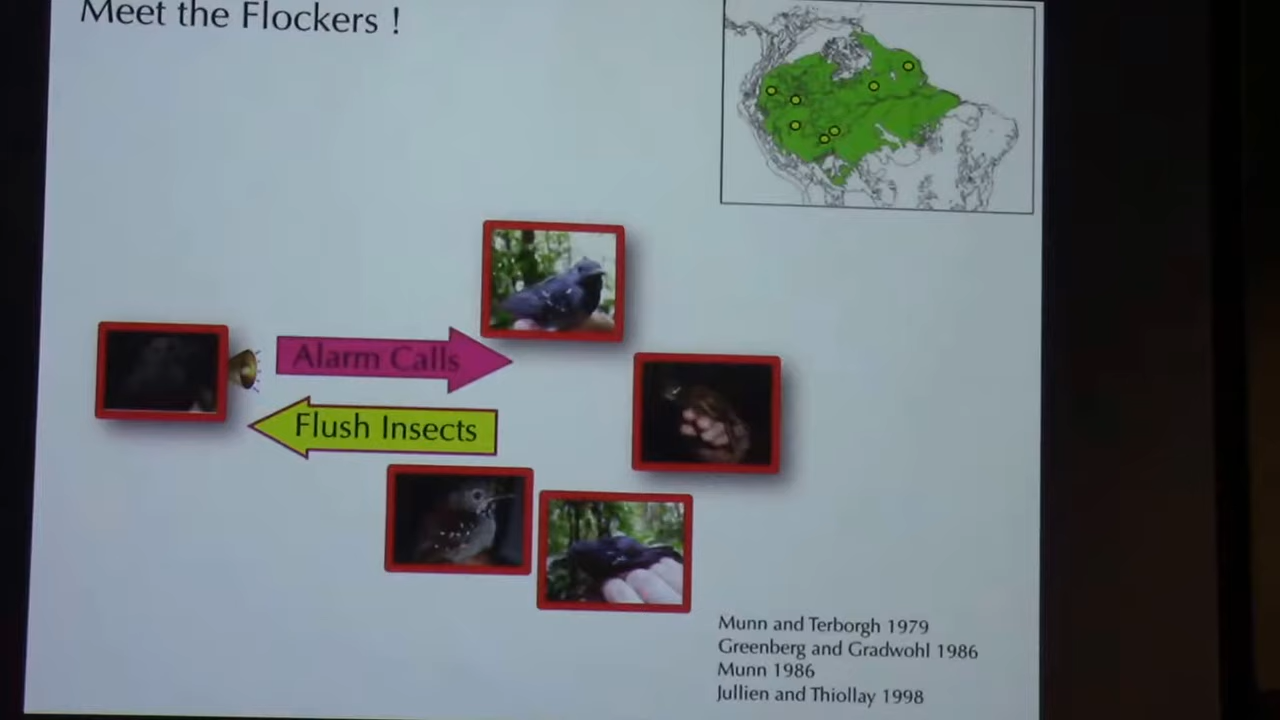 Meet the Flockers !
Alarm Calls
Flush Insects
Munn and Terborgh 1979
Greenberg and Gradwohl 1986
Munn 1986
Jullien and Thiollay 1998